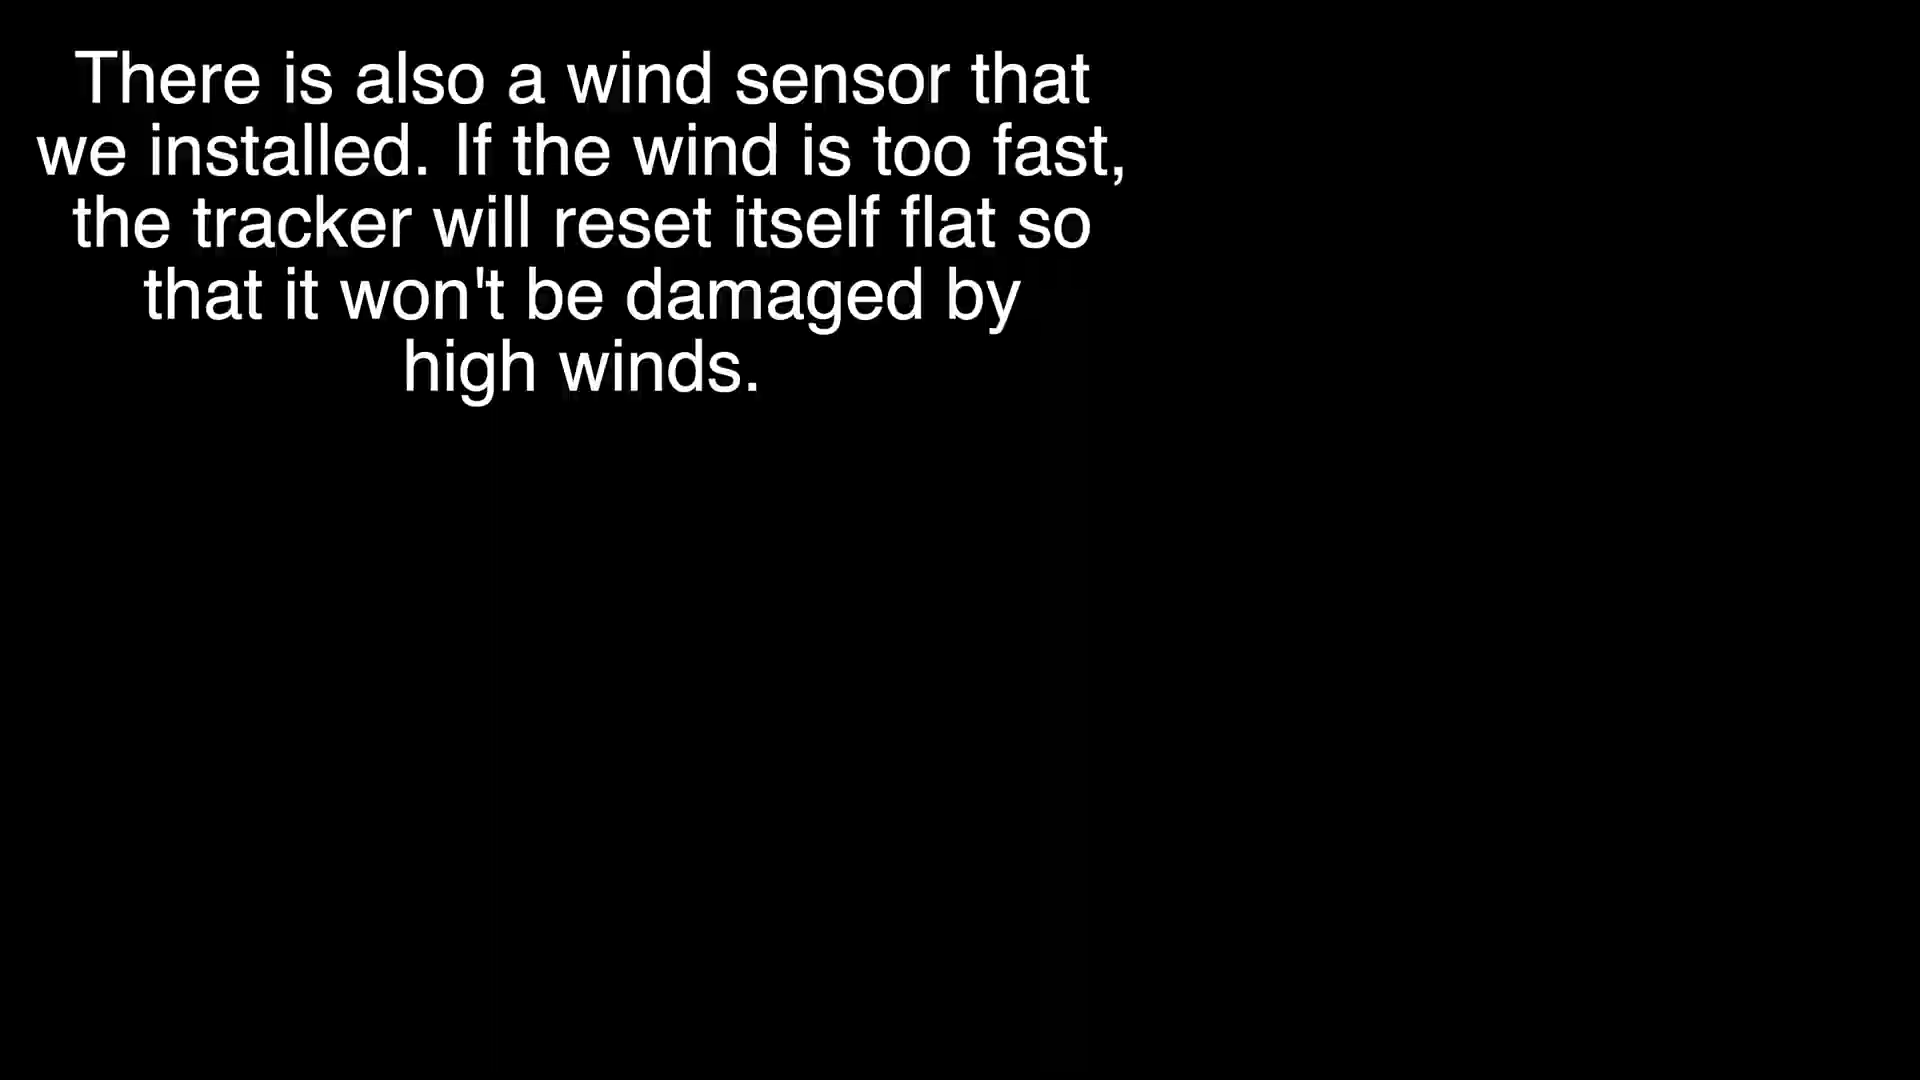 There is also a wind sensor that
we installed. If the wind is too fast,
the tracker will reset itself flat so
that it won't be damaged by
high winds.